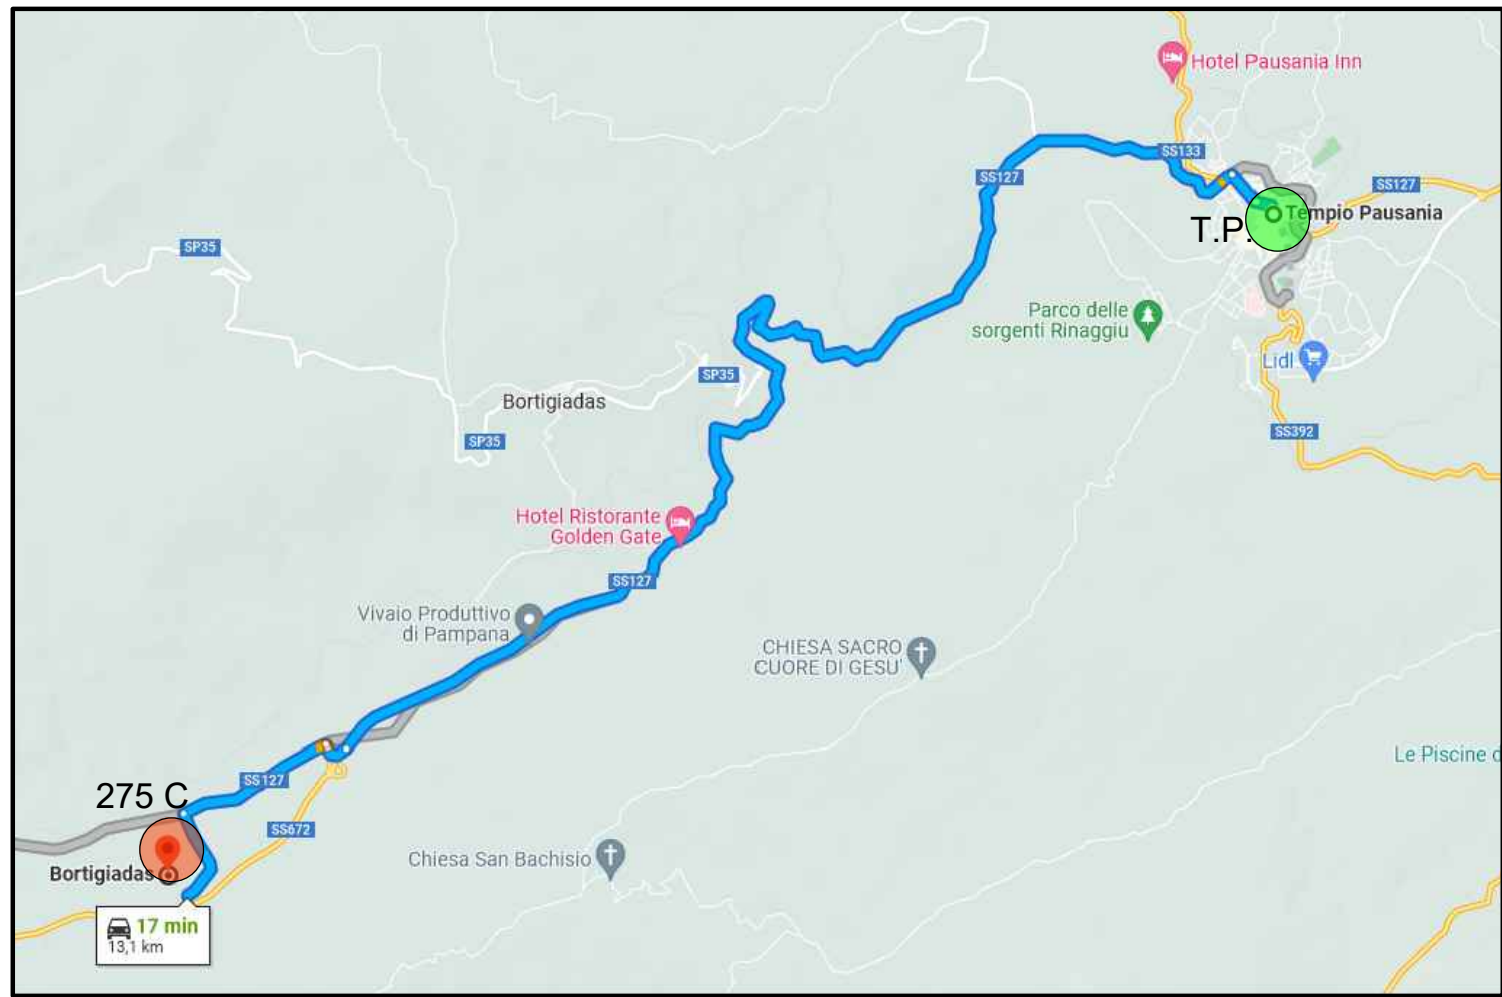 Hotel Pausania Inn
SS133
SS127
SS127
Tempio Pausania
T.P.
SP35
Parco delle
sorgenti Rinaggiu
Lidl
SP35
Bortigiadas
SS392
SP35
Hotel Ristorante
Golden Gate
SS127
Vivaio Produttivo
di Pampana
CHIESA SACRO
CUORE DI GESU'
Le Piscine d
SS127
275 C
SS672
Chiesa San Bachisio
Bortigiadas
17 min
13,1 km